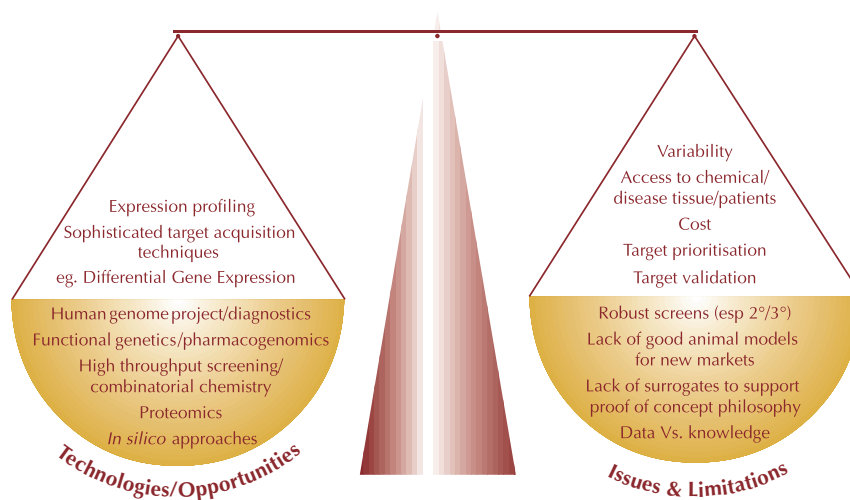 Expression profiling
Sophisticated target acquisition
techniques
eg. Differential Gene Expression
Human genome project/diagnostics
Functional genetics/pharmacogenomics
High throughput screening/
combinatorial chemistry
Proteomics
In silico approaches
Technologies/Opportunities
Variability
Access to chemical/
disease tissue/patients
Cost
Target prioritisation
Target validation
Robust screens (esp 2°/3°)
Lack of good animal models
for new markets
Lack of surrogates to support
proof of concept philosophy
Data Vs. knowledge
Issues & Limitations